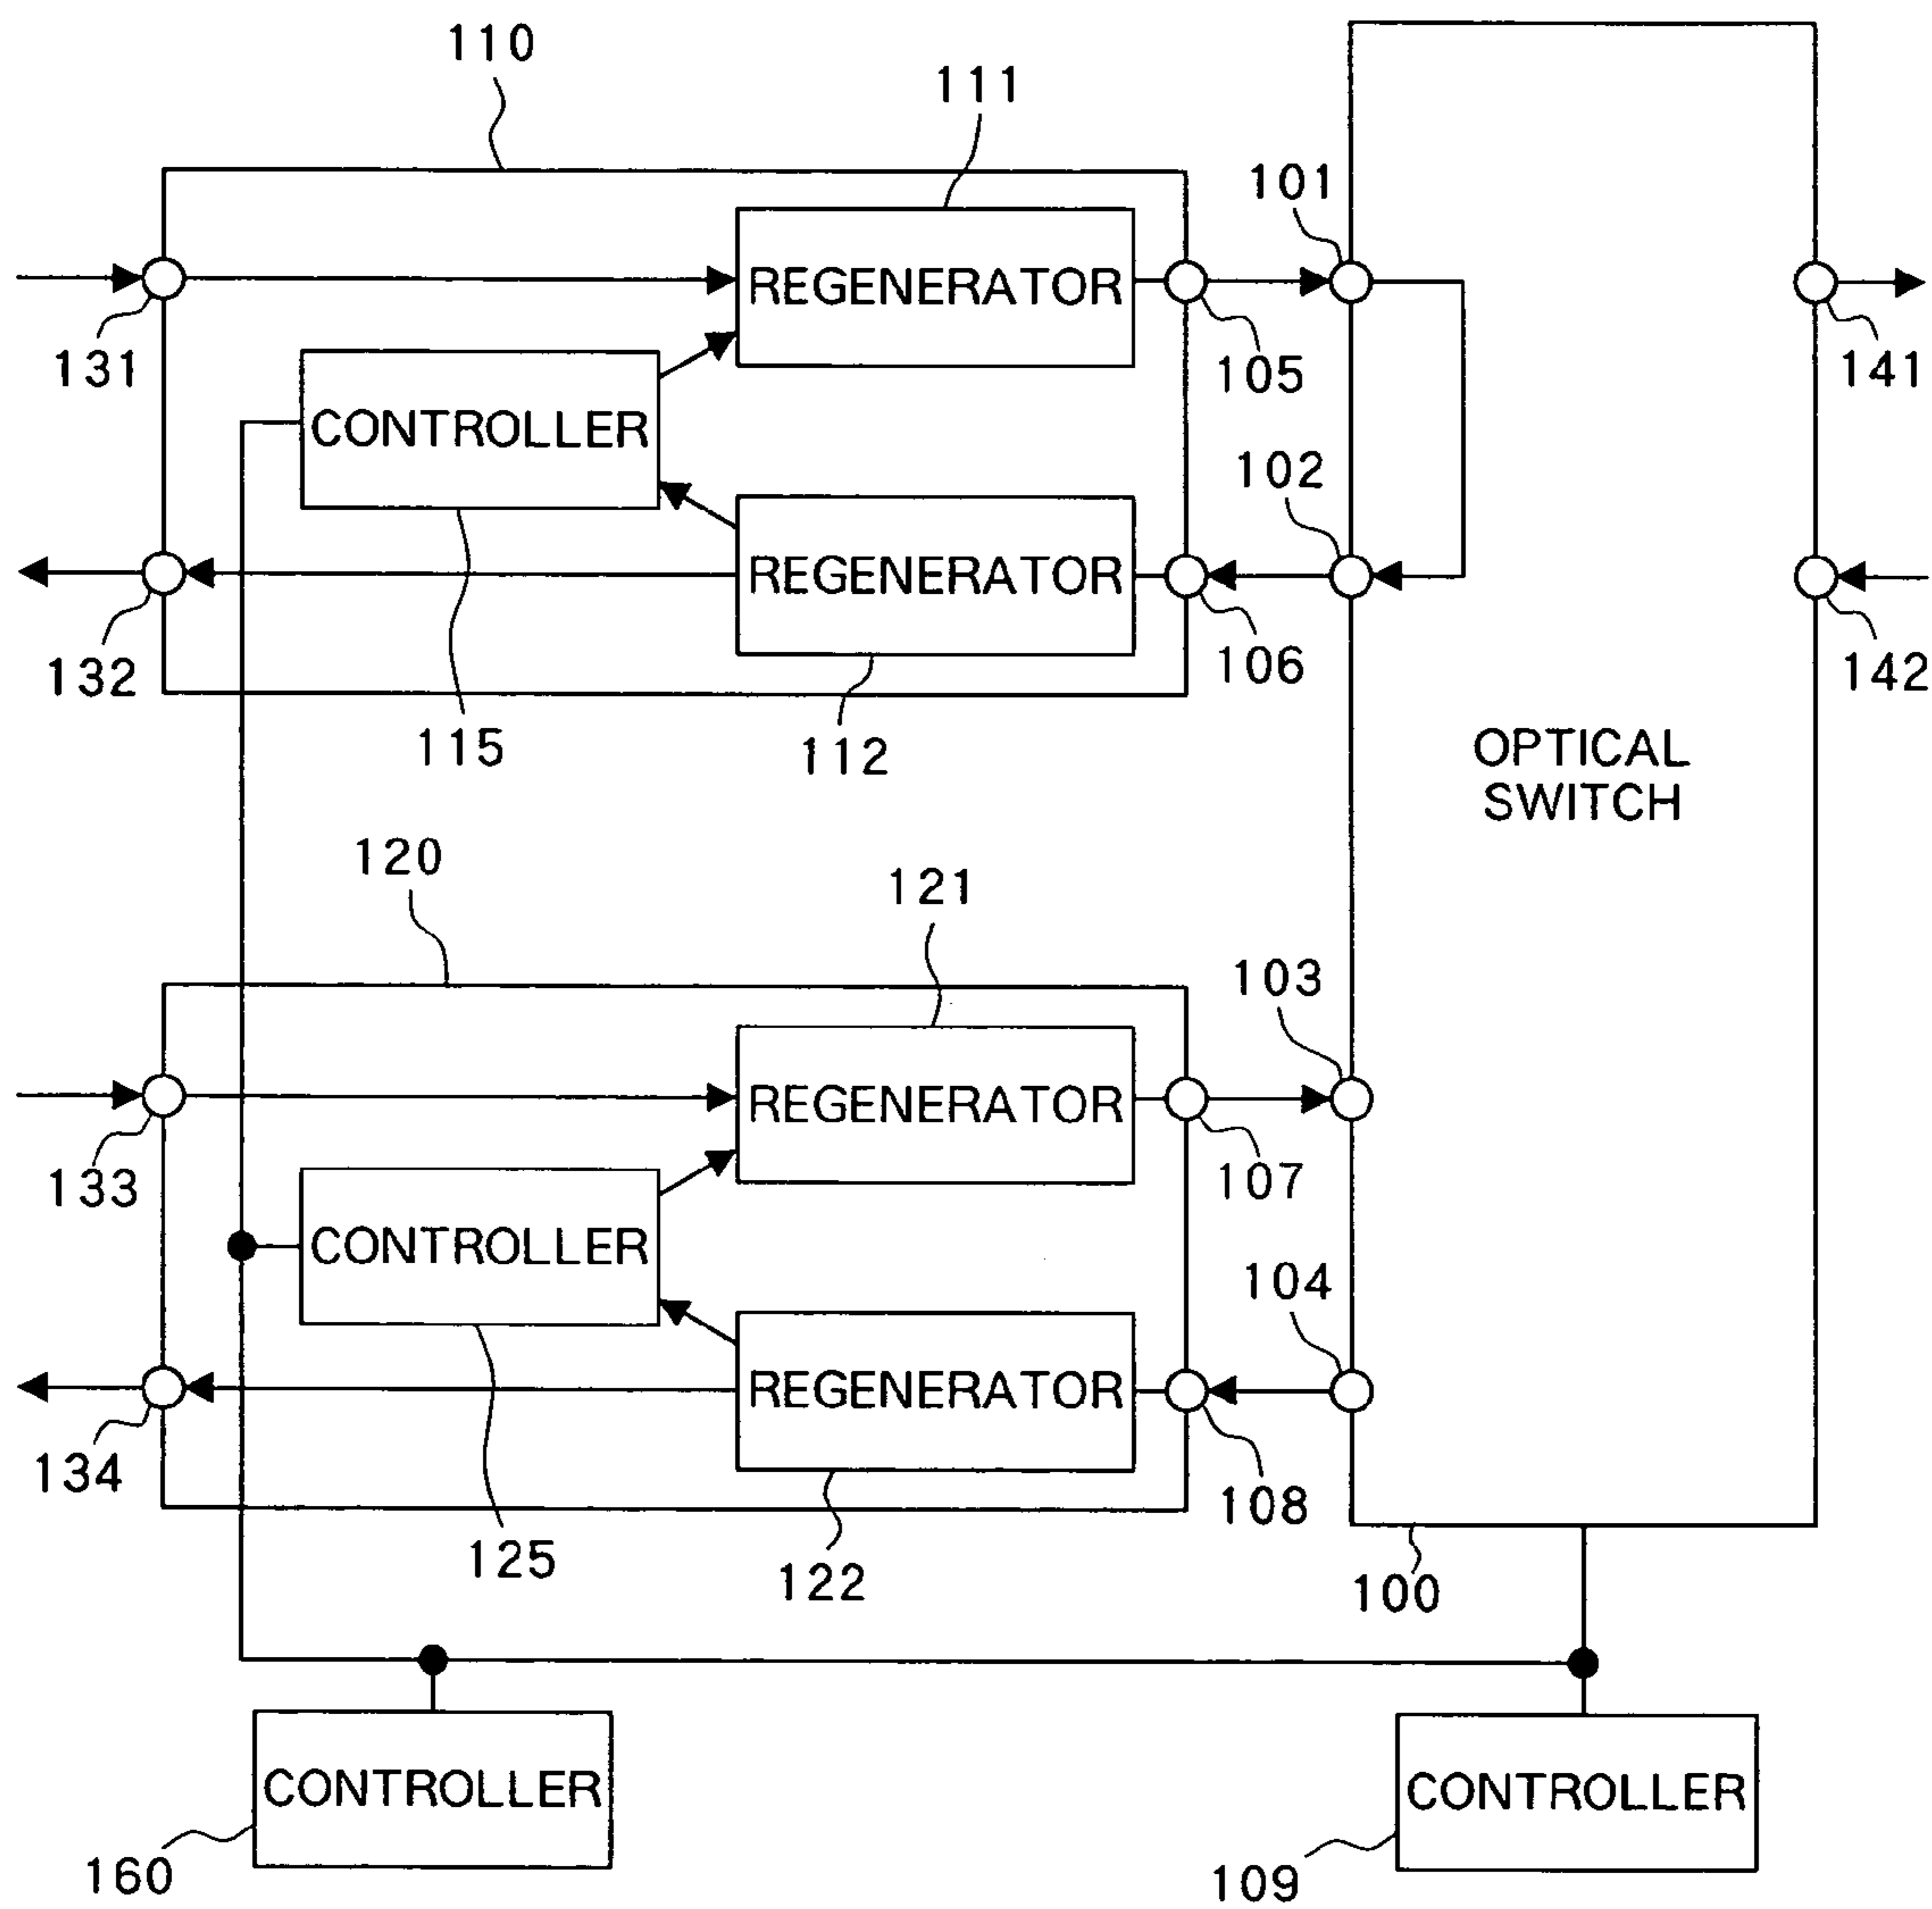 110
111
101
REGENERATOR
131
105
141
CONTROLLER
102
REGENERATOR
132
106
142
115
112
OPTICAL
SWITCH
120
121
103
REGENERATOR
133
107
CONTROLLER
104
REGENERATOR
134
108
125
122
100
CONTROLLER
CONTROLLER
160
109